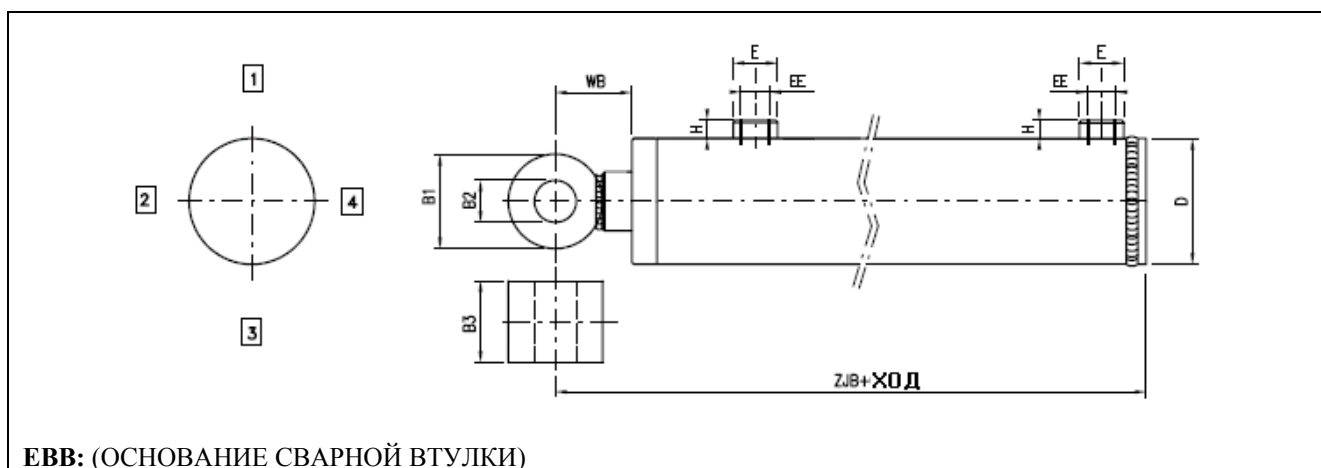 E
E
WB
EE
EE
1
H
H
2
4
B1
B2
D
3
B3
ZJB+ХОД
EBB: (ОСНОВАНИЕ СВАРНОЙ ВТУЛКИ)